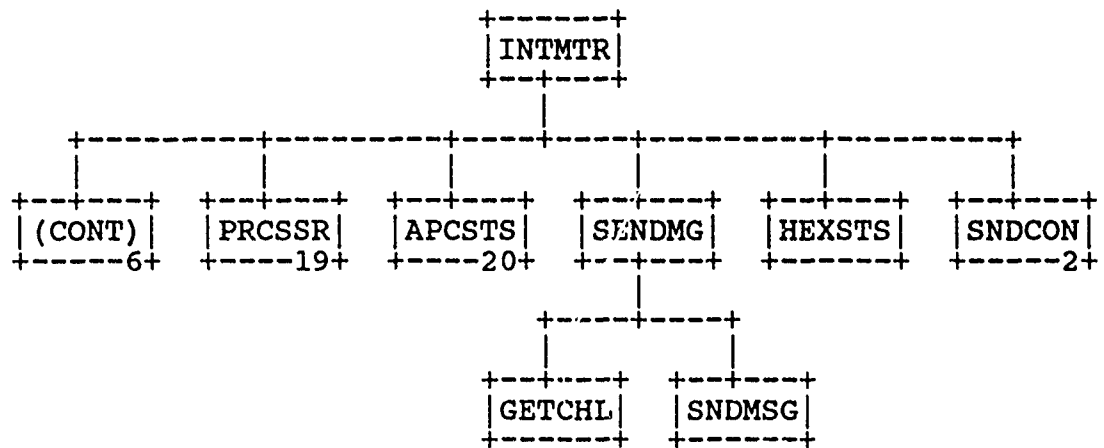 INTMTR
(CONT) PRCSSR APCSTS SENDMG HEXSTS SNDCON
6 19 20 2
GETCHL SNDMSG